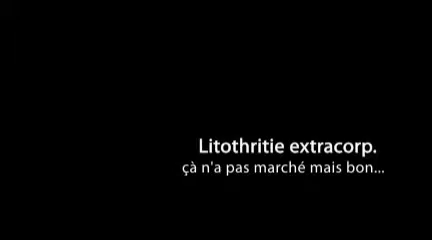 Litothritie extracorp.
çà n'a pas marché mais bon...